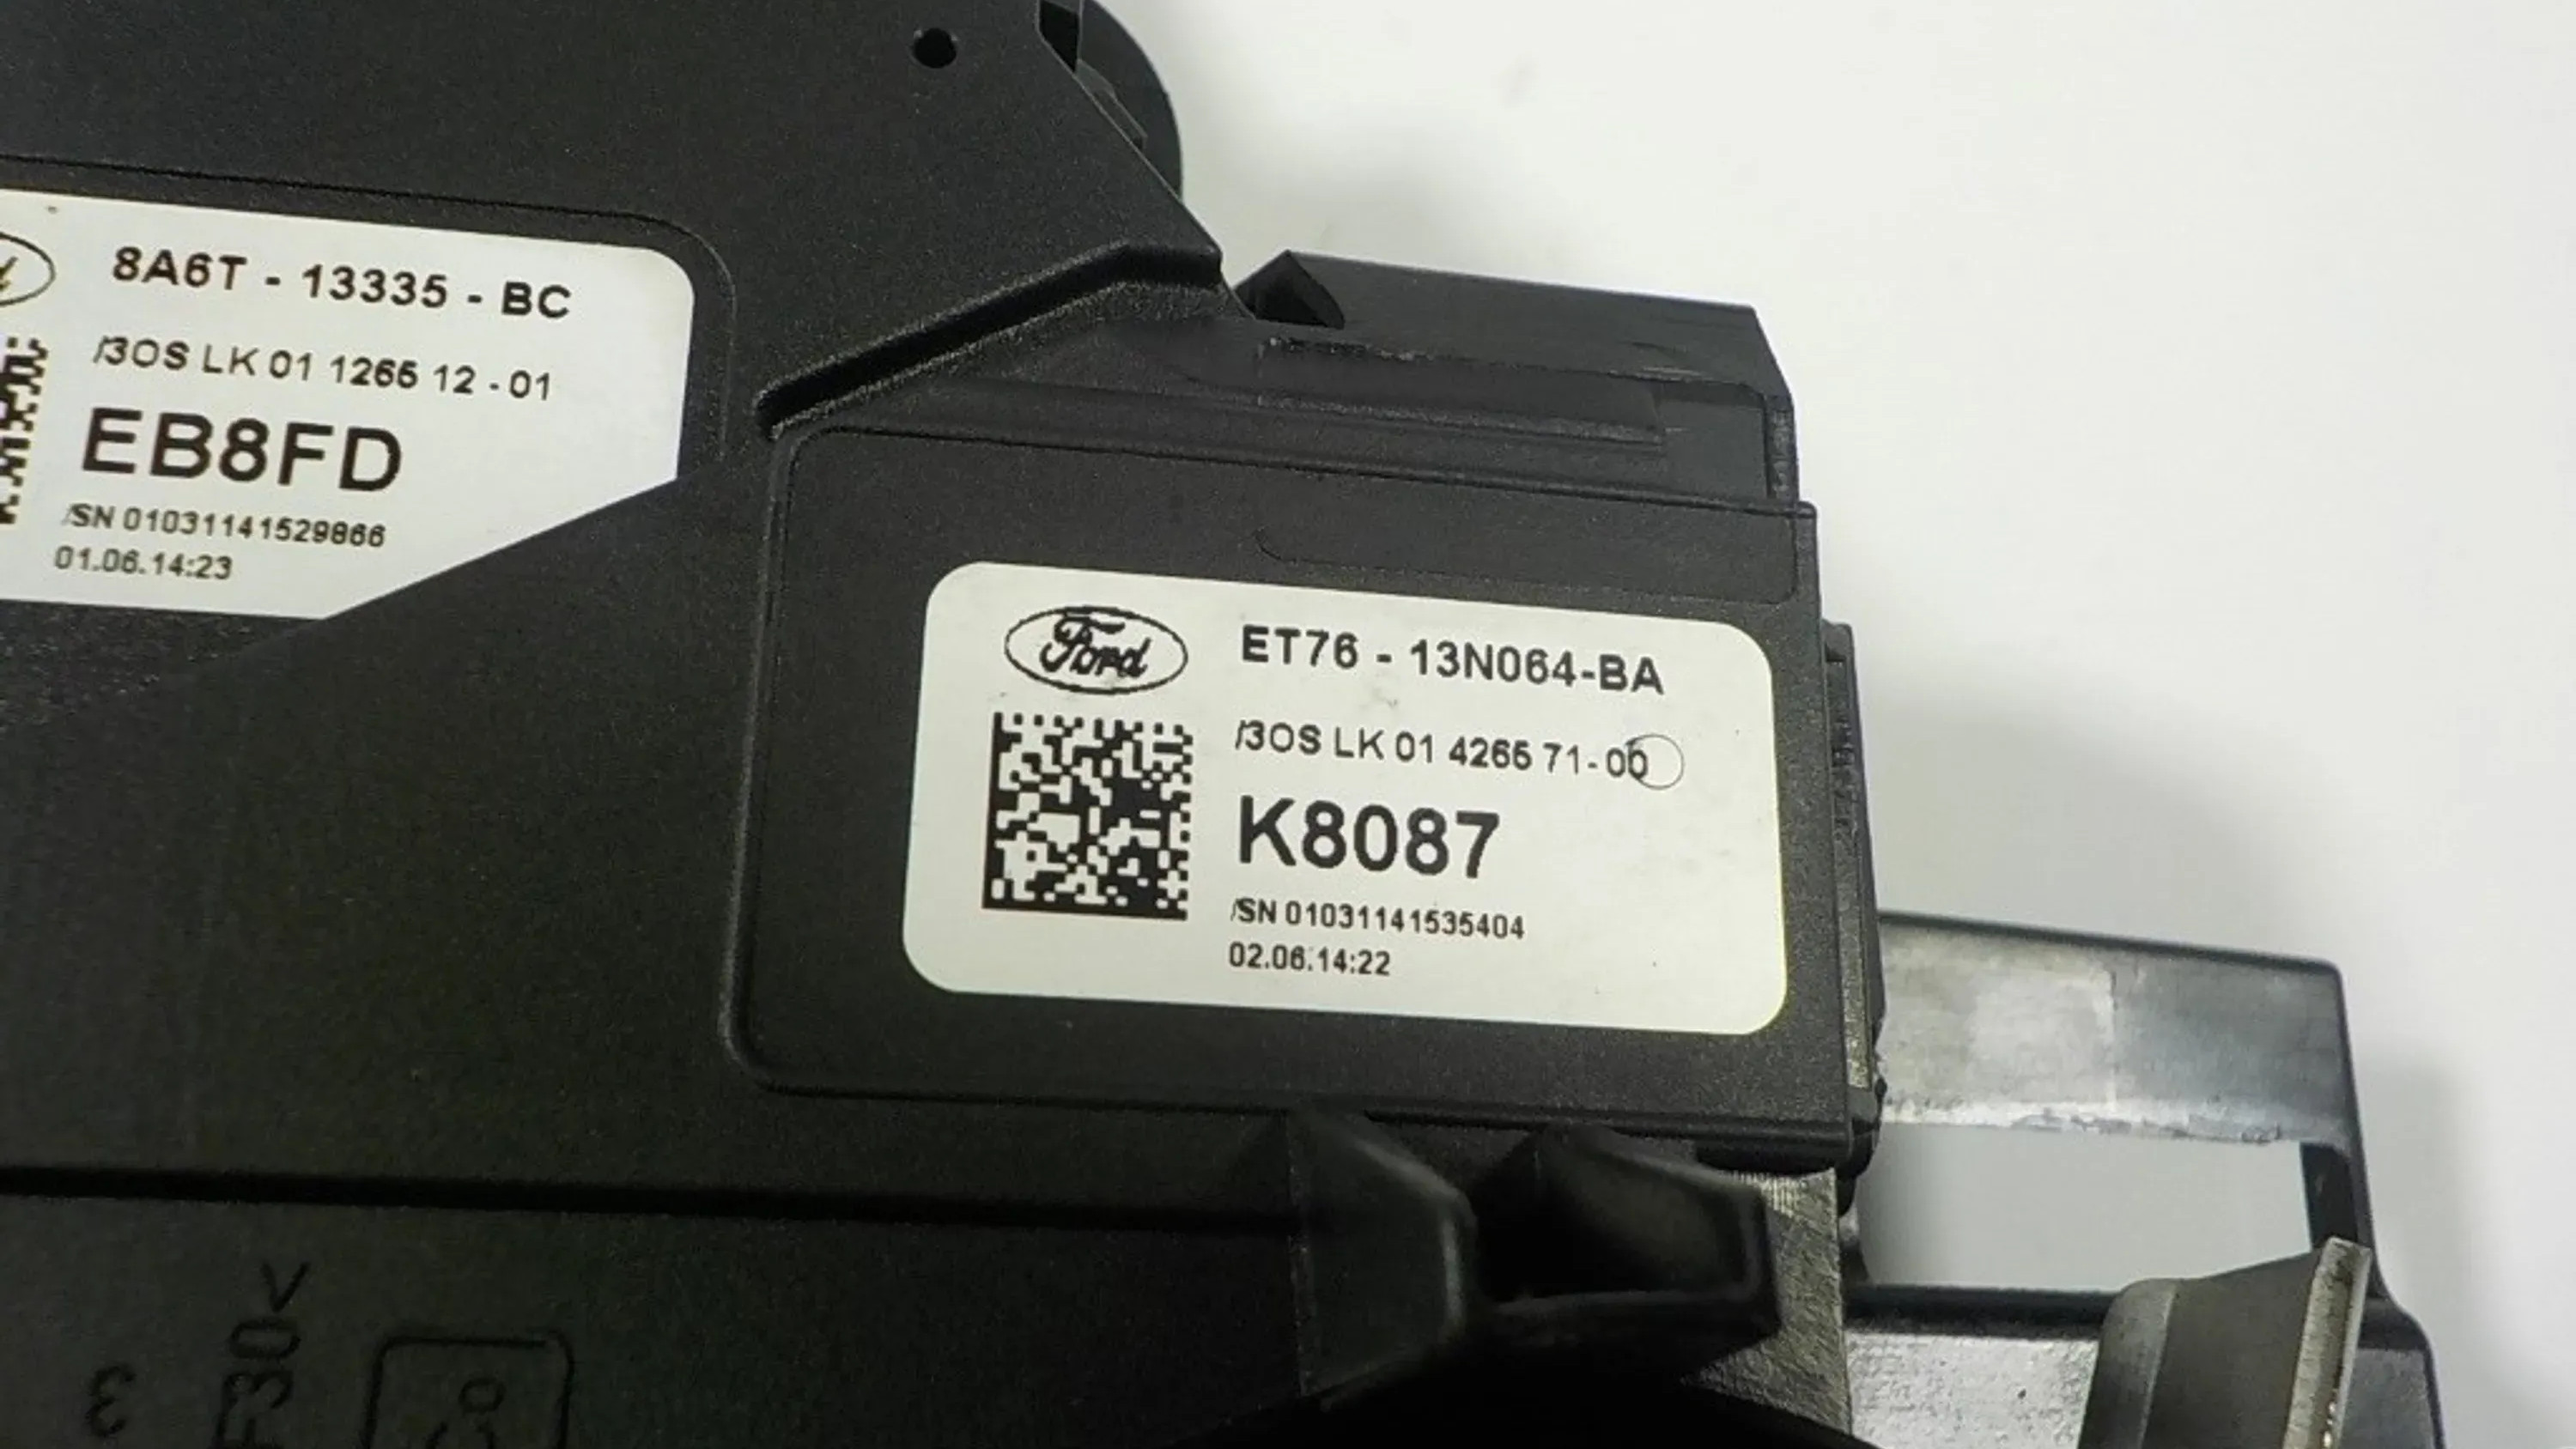 8A6T - 13335 - BC
/3OS LK 01 1265 12 - 01
EB8FD
/SN 01031141529866
01.06.14:23
Ford
ET76 - 13N064-BA
/3OS LK 01 4265 71-00
K8087
/SN 01031141535404
02.06.14:22
F30<